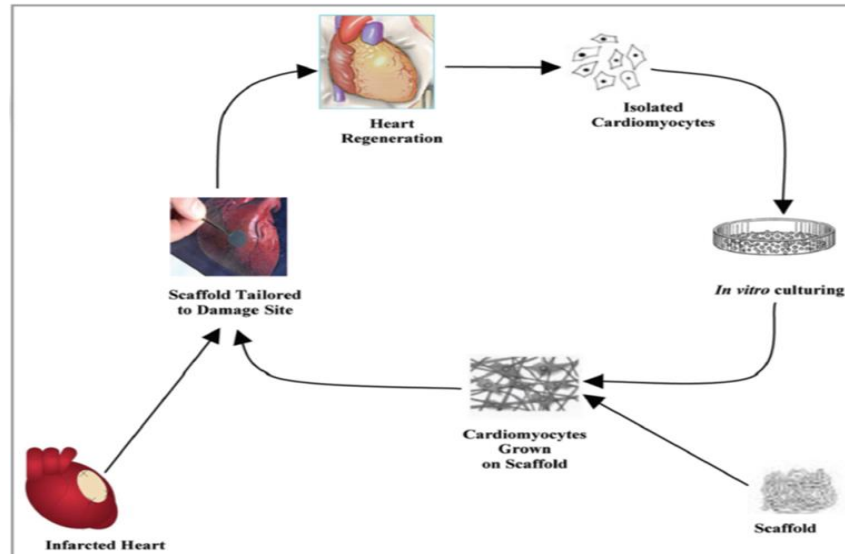 Heart
Regeneration
Isolated
Cardiomyocytes
In vitro culturing
Scaffold Tailored
to Damage Site
Cardiomyocytes
Grown
on Scaffold
Scaffold
Infarcted Heart